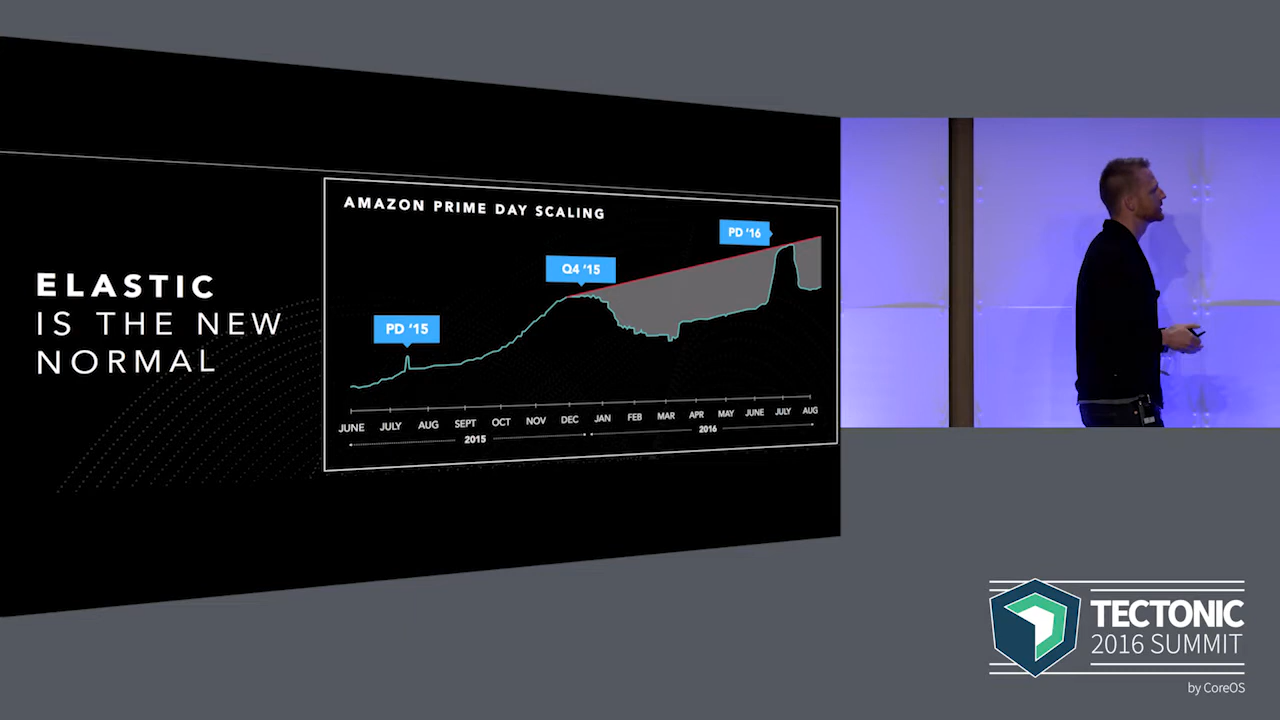 ELASTIC
IS THE NEW
NORMAL
AMAZON PRIME DAY SCALING
PD '15
Q4 '15
PD '16
JUNE JULY AUG SEPT OCT NOV DEC JAN FEB MAR APR MAY JUNE JULY AUG
2015 2016
TECTONIC
2016 SUMMIT
by CoreOS